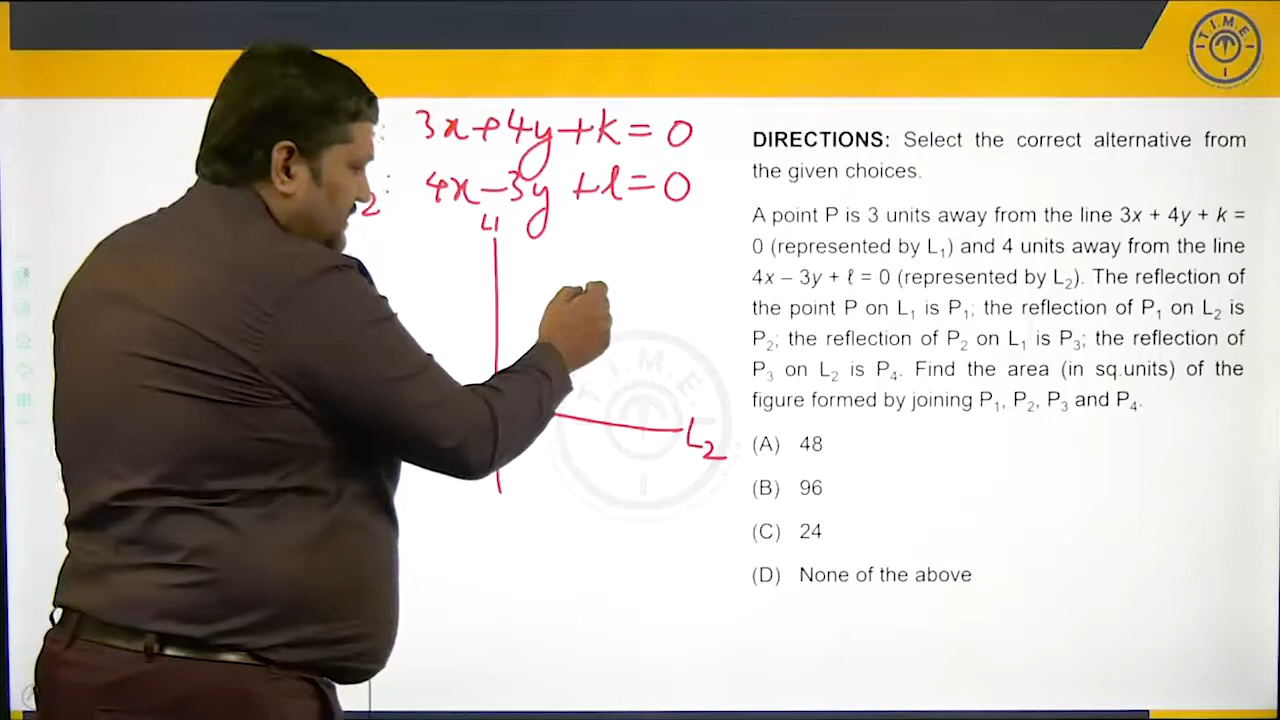 T.I.M.E
3x+4y+k=0
2: 4x-3y+l=0
L1
L2
T.I.M.E
DIRECTIONS: Select the correct alternative from
the given choices.
A point P is 3 units away from the line 3x + 4y + k =
0 (represented by L₁) and 4 units away from the line
4x – 3y + ℓ = 0 (represented by L₂). The reflection of
the point P on L₁ is P₁; the reflection of P₁ on L₂ is
P₂; the reflection of P₂ on L₁ is P₃; the reflection of
P₃ on L₂ is P₄. Find the area (in sq.units) of the
figure formed by joining P₁, P₂, P₃ and P₄.
(A) 48
(B) 96
(C) 24
(D) None of the above